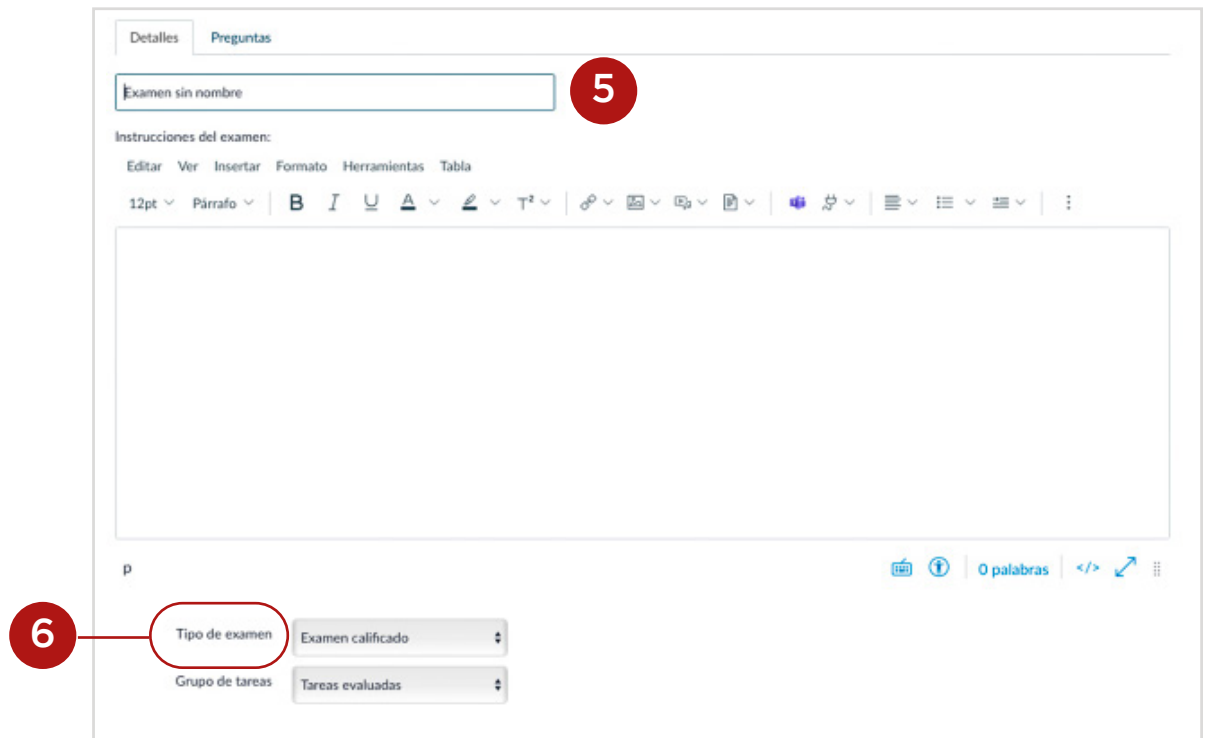 Detalles Preguntas
Examen sin nombre
5
Instrucciones del examen:
Editar Ver Insertar Formato Herramientas Tabla
12pt Párrafo B I U A T²
p
0 palabras </>
6
Tipo de examen Examen calificado
Grupo de tareas Tareas evaluadas